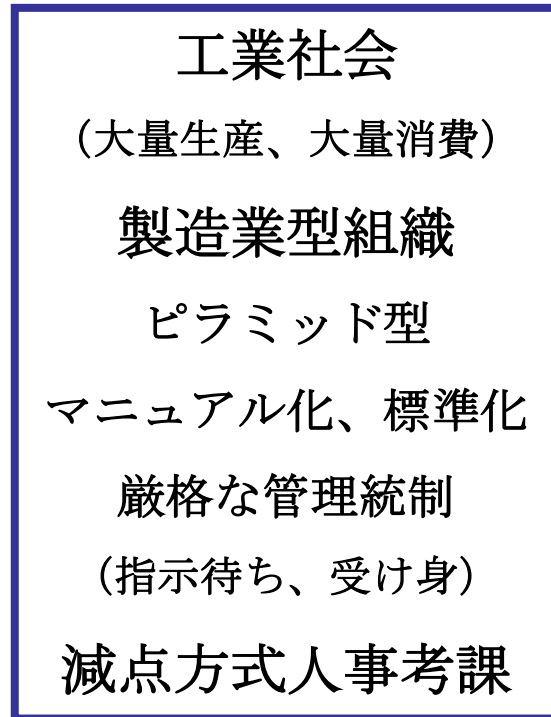 工業社会
（大量生産、大量消費）
製造業型組織
ピラミッド型
マニュアル化、標準化
厳格な管理統制
（指示待ち、受け身）
減点方式人事考課